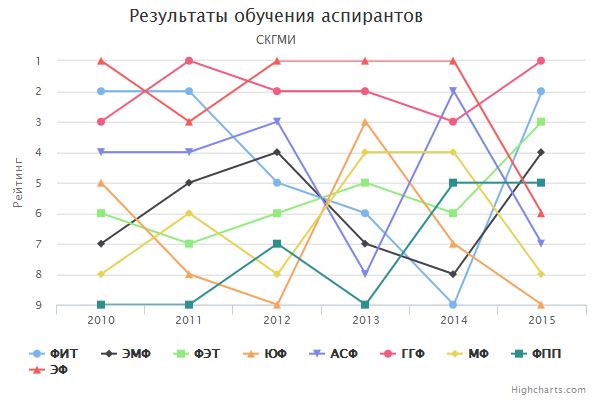 Результаты обучения аспирантов
СКГМИ
Рейтинг
1
2
3
4
5
6
7
8
9
2010 2011 2012 2013 2014 2015
ФИТ ЭМФ ФЭТ ЮФ АСФ ГГФ МФ ФПП
ЭФ
Highcharts.com